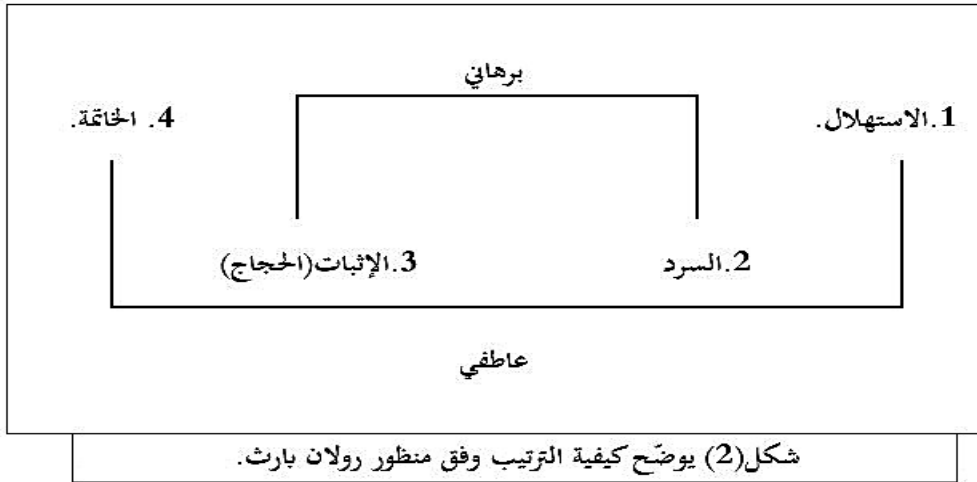 برهاني
1.الاستهلال.
4. الخاتمة.
2.السرد
3.الإثبات(الحجاج)
عاطفي
شكل(2) يوضّح كيفية الترتيب وفق منظور رولان بارث.